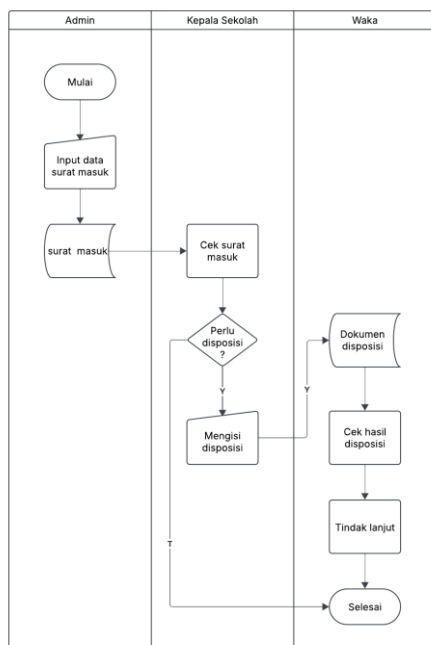 Admin
Kepala Sekolah
Waka
Mulai
Input data
surat masuk
surat masuk
Cek surat
masuk
Perlu
disposisi
?
Y
Mengisi
disposisi
Y
T
Dokumen
disposisi
Cek hasil
disposisi
Tindak lanjut
Selesai